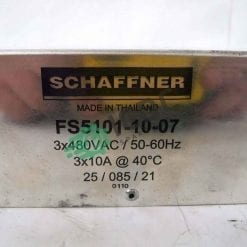 SCHAFFNER
MADE IN THAILAND
FS5101-10-07
3x480VAC / 50-60Hz
3x10A @ 40°C
25 / 085 / 21
0110